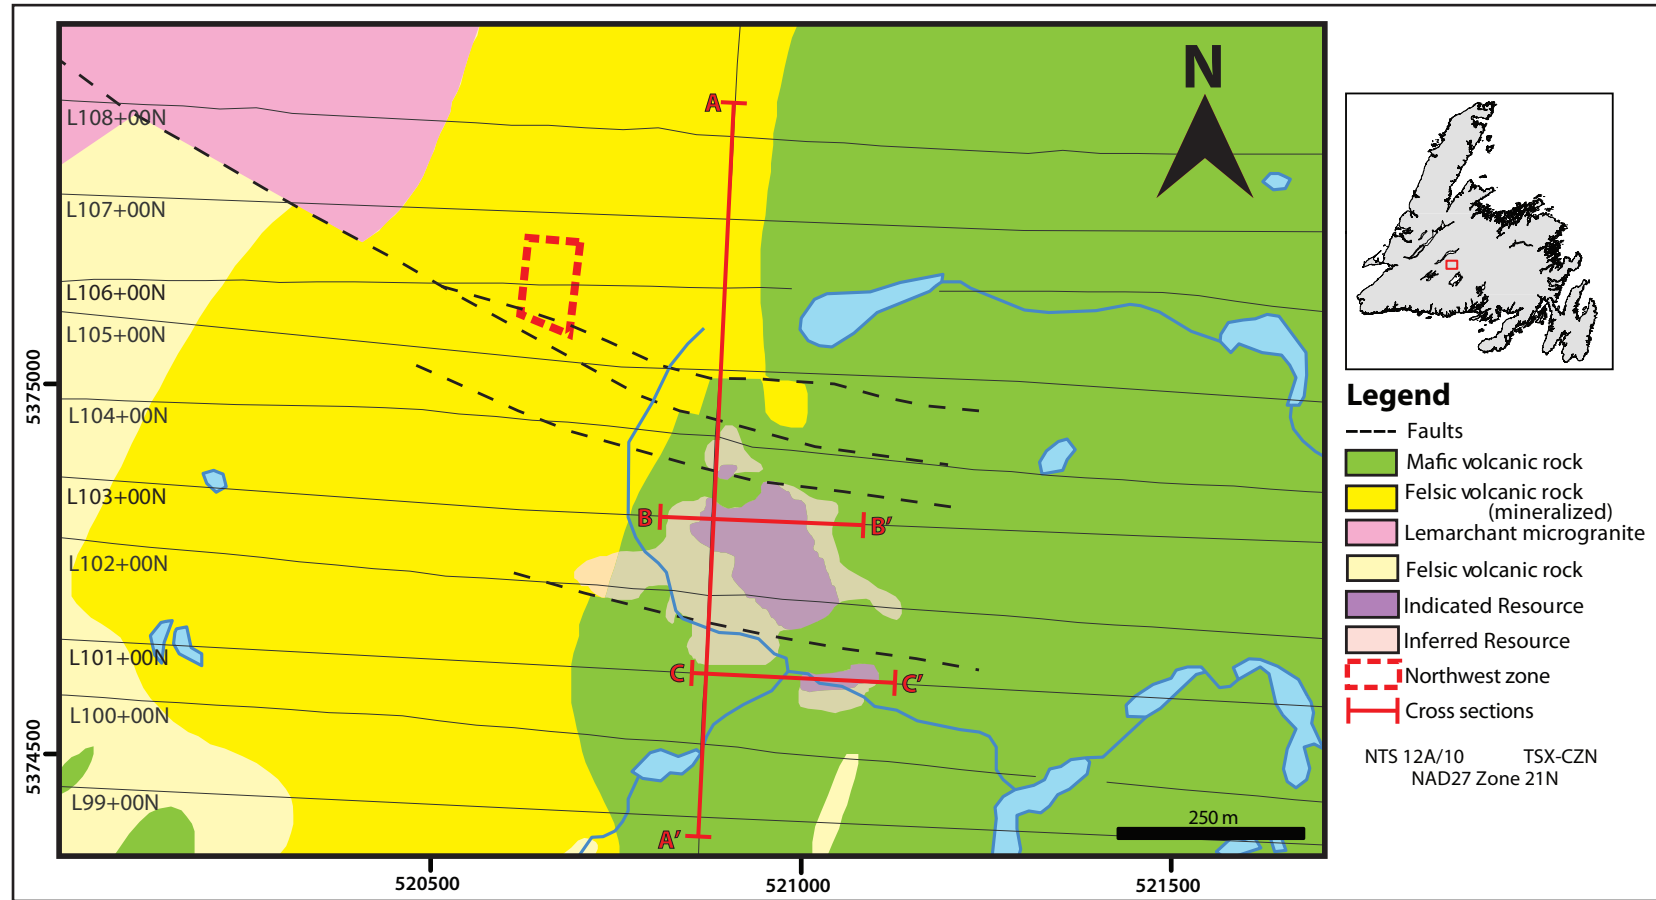 N
A
L108+00N
L107+00N
L106+00N
L105+00N
5375000
L104+00N
L103+00N
B
B′
L102+00N
L101+00N
C
C′
L100+00N
5374500
L99+00N
250 m
A′
520500
521000
521500
Legend
Faults
Mafic volcanic rock
Felsic volcanic rock
(mineralized)
Lemarchant microgranite
Felsic volcanic rock
Indicated Resource
Inferred Resource
Northwest zone
Cross sections
NTS 12A/10 TSX-CZN
NAD27 Zone 21N